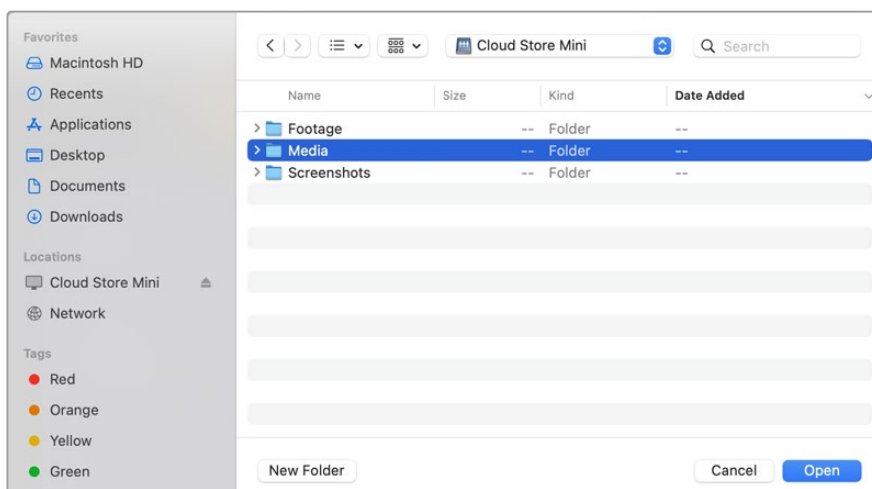 Favorites
Macintosh HD
Recents
Applications
Desktop
Documents
Downloads
Locations
Cloud Store Mini
Network
Tags
Red
Orange
Yellow
Green
Cloud Store Mini
Search
Name Size Kind Date Added
Footage -- Folder --
Media -- Folder --
Screenshots -- Folder --
New Folder Cancel Open